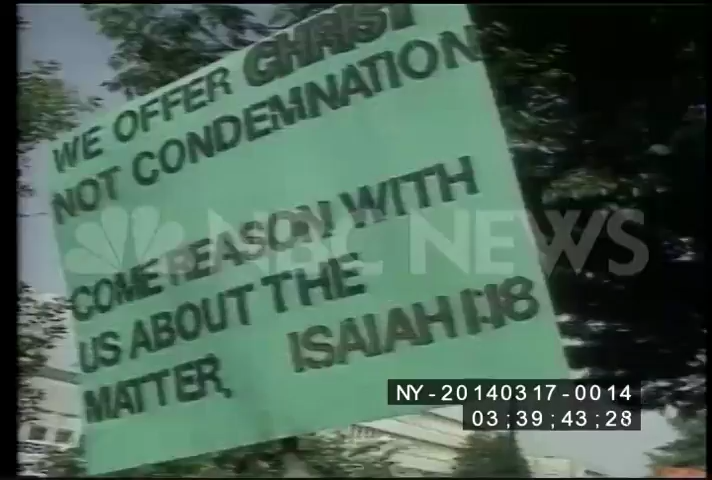 WE OFFER CHRIST
NOT CONDEMNATION
COME REASON WITH
US ABOUT THE
MATTER, ISAIAH 1:18
NBC NEWS
NY-20140317-0014
03;39;43;28